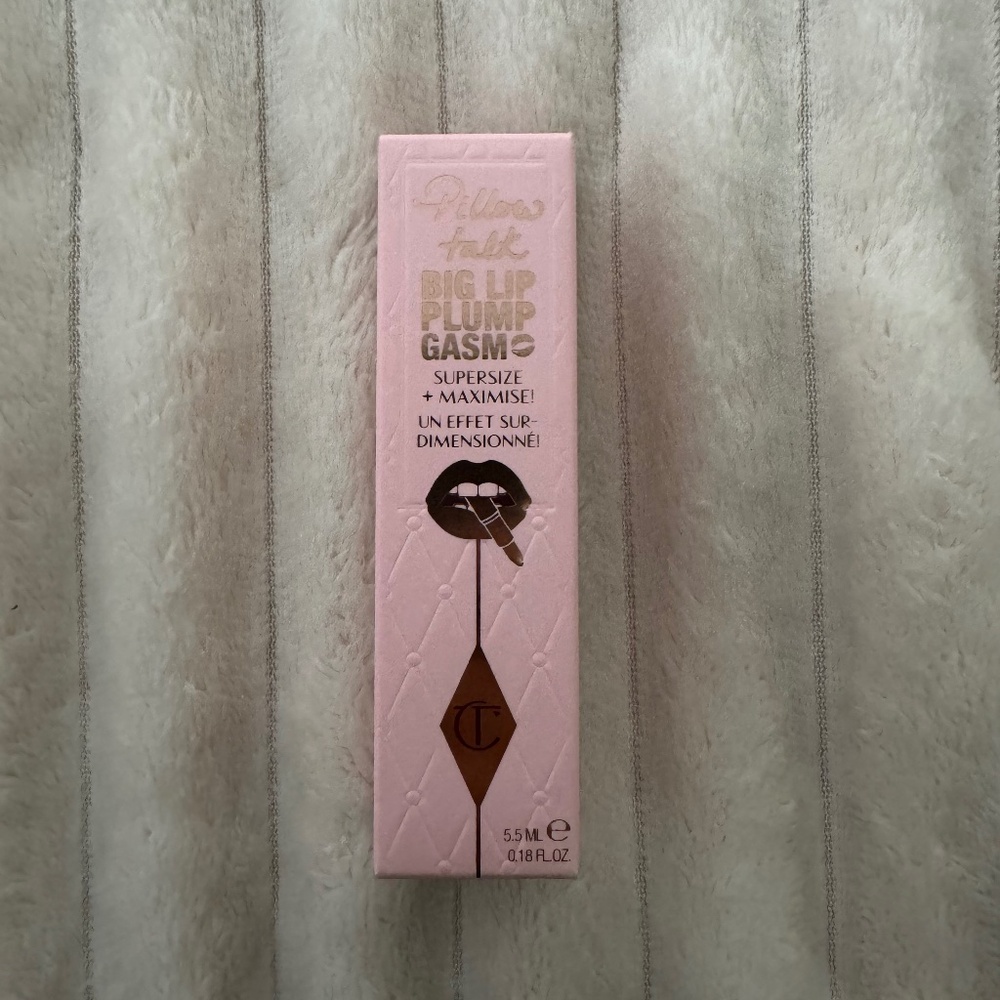 Pillow
talk
BIG LIP
PLUMP
GASM
SUPERSIZE
+ MAXIMISE!
UN EFFET SUR-
DIMENSIONNÉ!
CT
5.5 ML ℮
0.18 FL.OZ.